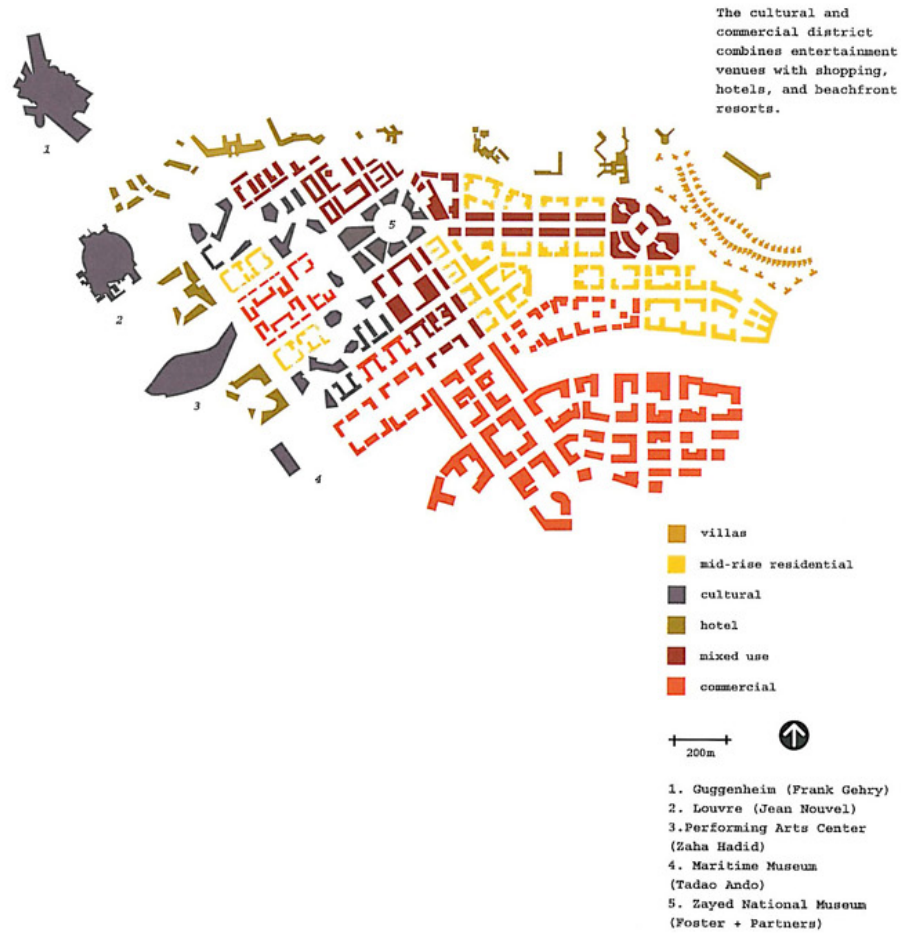 The cultural and
commercial district
combines entertainment
venues with shopping,
hotels, and beachfront
resorts.
1
5
2
3
4
villas
mid-rise residential
cultural
hotel
mixed use
commercial
200m
1. Guggenheim (Frank Gehry)
2. Louvre (Jean Nouvel)
3.Performing Arts Center
(Zaha Hadid)
4. Maritime Museum
(Tadao Ando)
5. Zayed National Museum
(Foster + Partners)